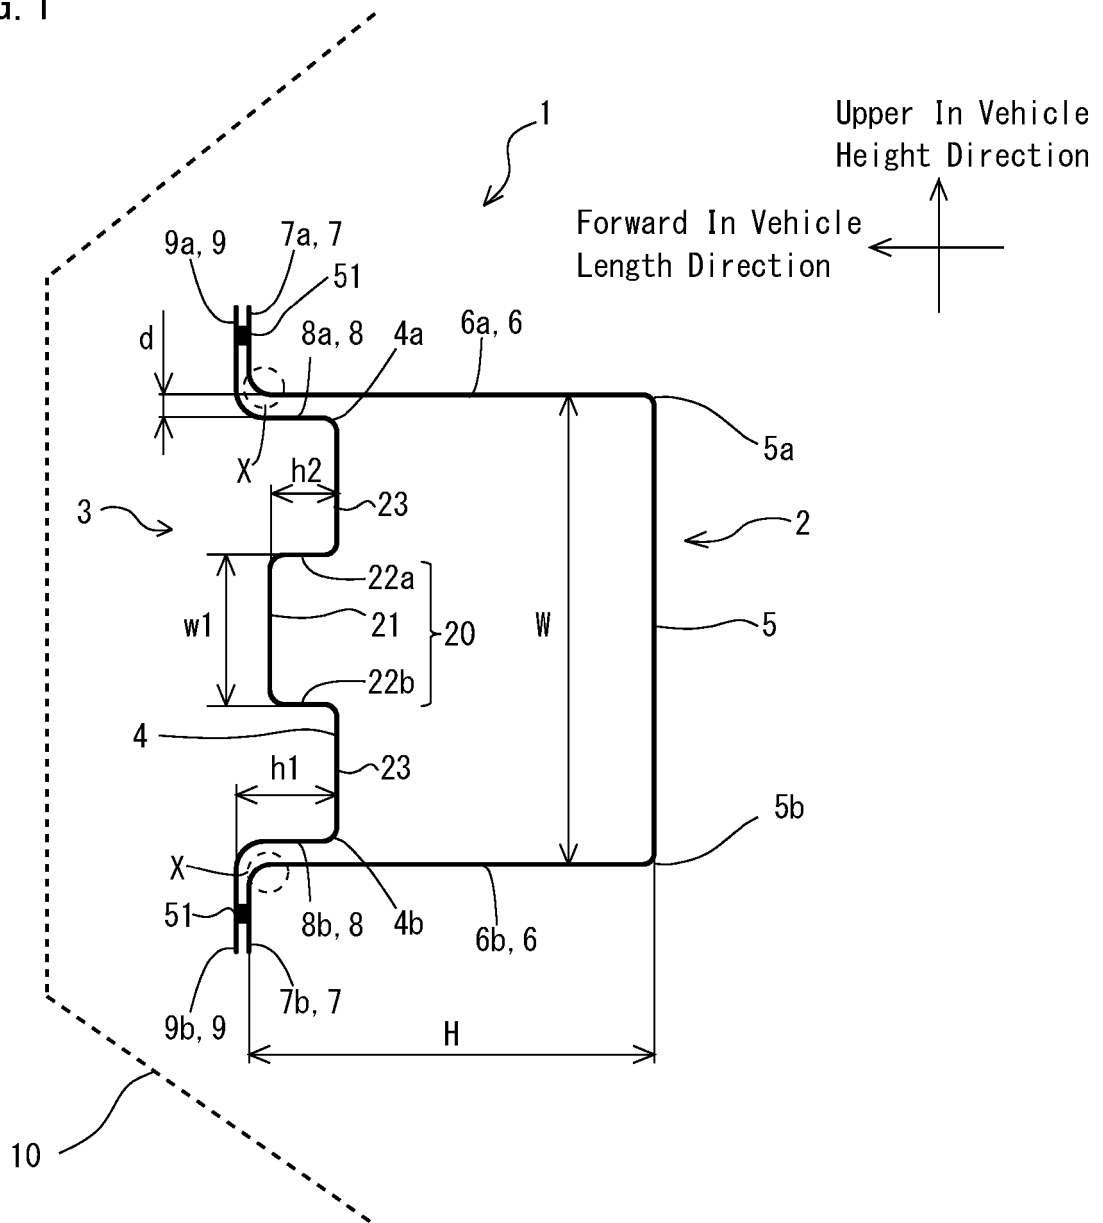 G. 1
1
Upper In Vehicle
Height Direction
Forward In Vehicle
Length Direction
9a, 9
7a, 7
51
d
8a, 8
4a
6a, 6
5a
X
h2
3
23
2
22a
w1
21
20
W
5
22b
4
h1
23
5b
X
51
8b, 8
4b
6b, 6
7b, 7
9b, 9
H
10